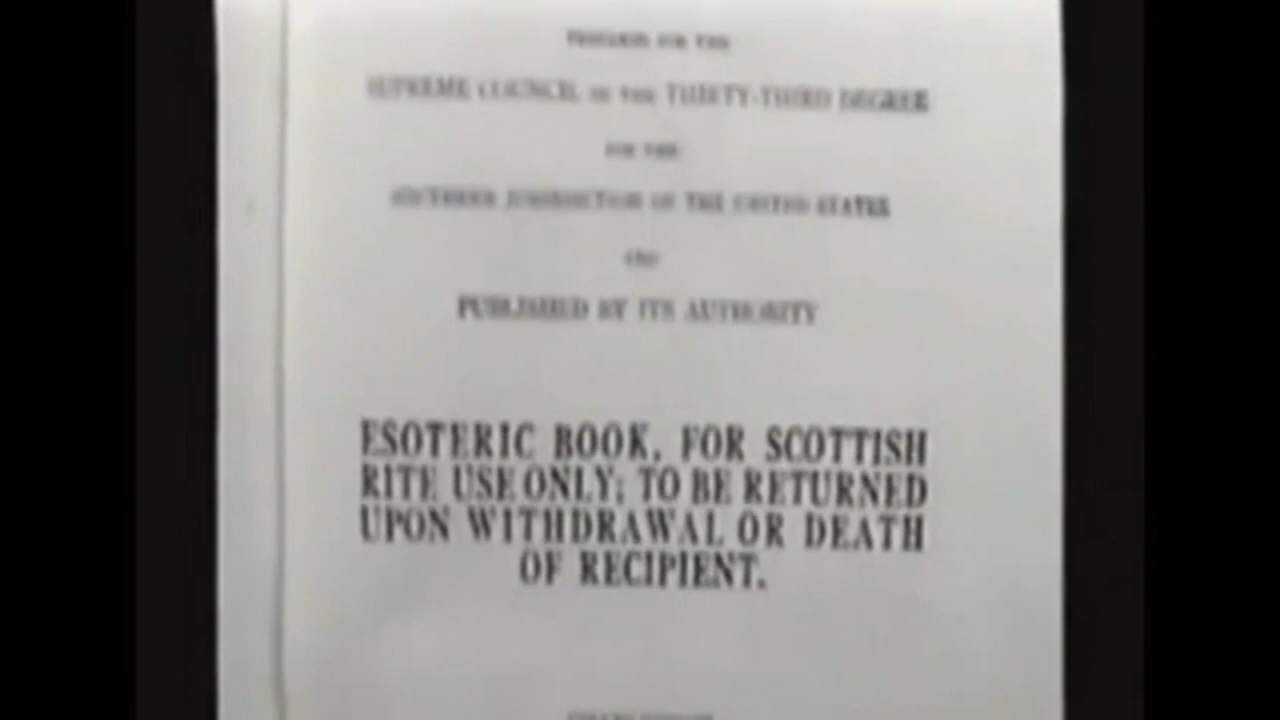 PREPARED FOR THE
SUPREME COUNCIL OF THE THIRTY-THIRD DEGREE
FOR THE
SOUTHERN JURISDICTION OF THE UNITED STATES
AND
PUBLISHED BY ITS AUTHORITY
ESOTERIC BOOK, FOR SCOTTISH
RITE USE ONLY; TO BE RETURNED
UPON WITHDRAWAL OR DEATH
OF RECIPIENT.